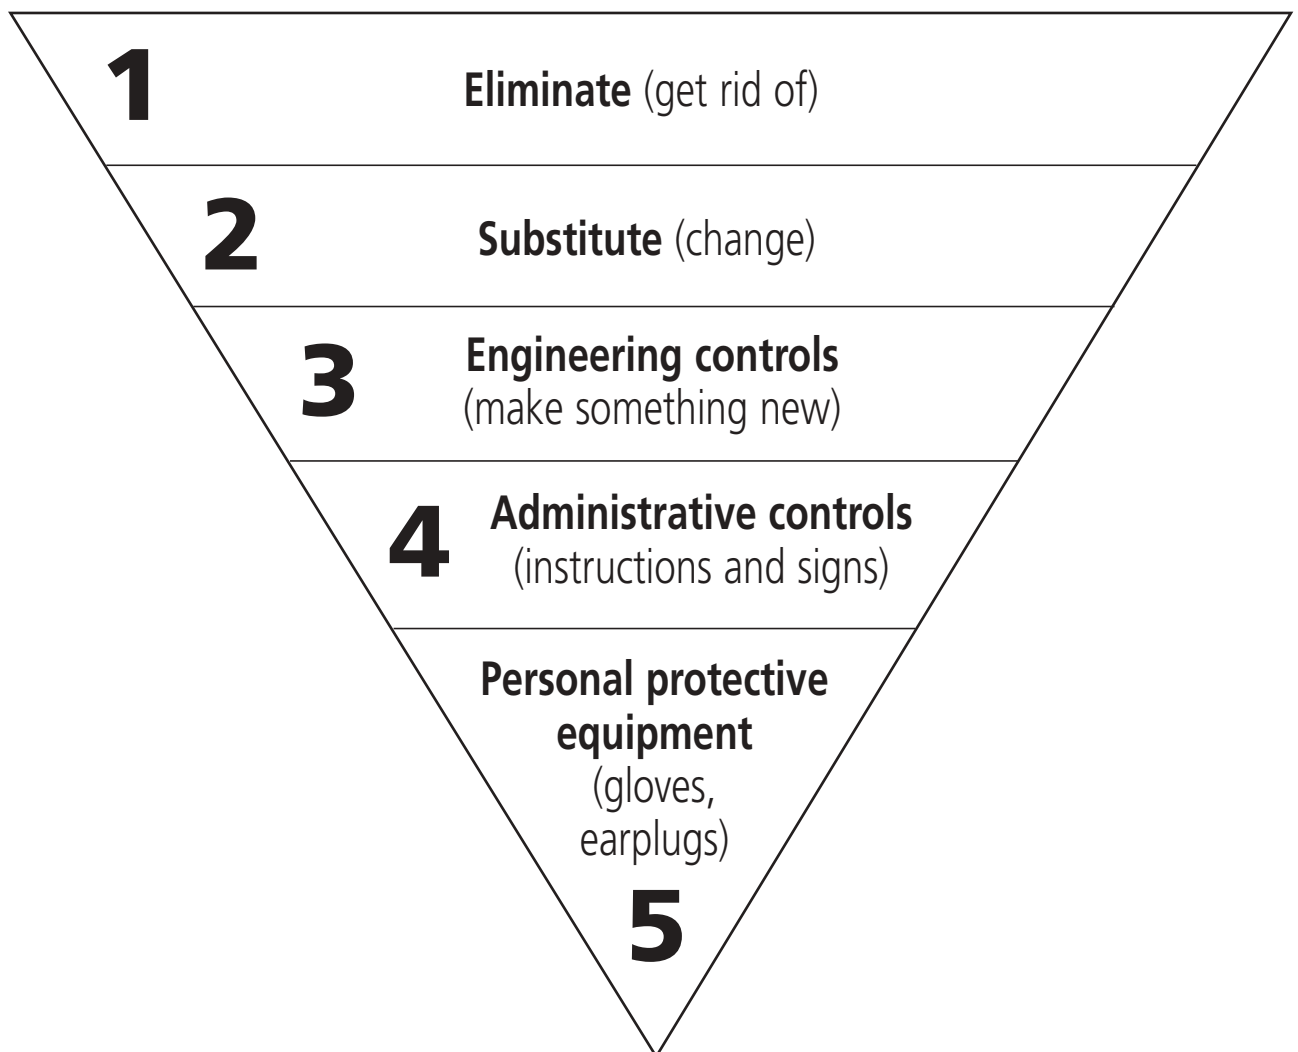 1
Eliminate (get rid of)
2
Substitute (change)
3
Engineering controls
(make something new)
4
Administrative controls
(instructions and signs)
Personal protective
equipment
(gloves,
earplugs)
5